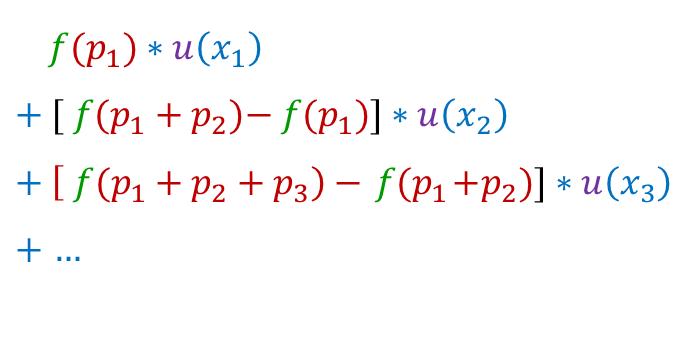 f(p₁) * u(x₁)
+ [ f(p₁ + p₂)− f(p₁)] * u(x₂)
+ [ f(p₁ + p₂ + p₃) − f(p₁+p₂)] * u(x₃)
+ ...